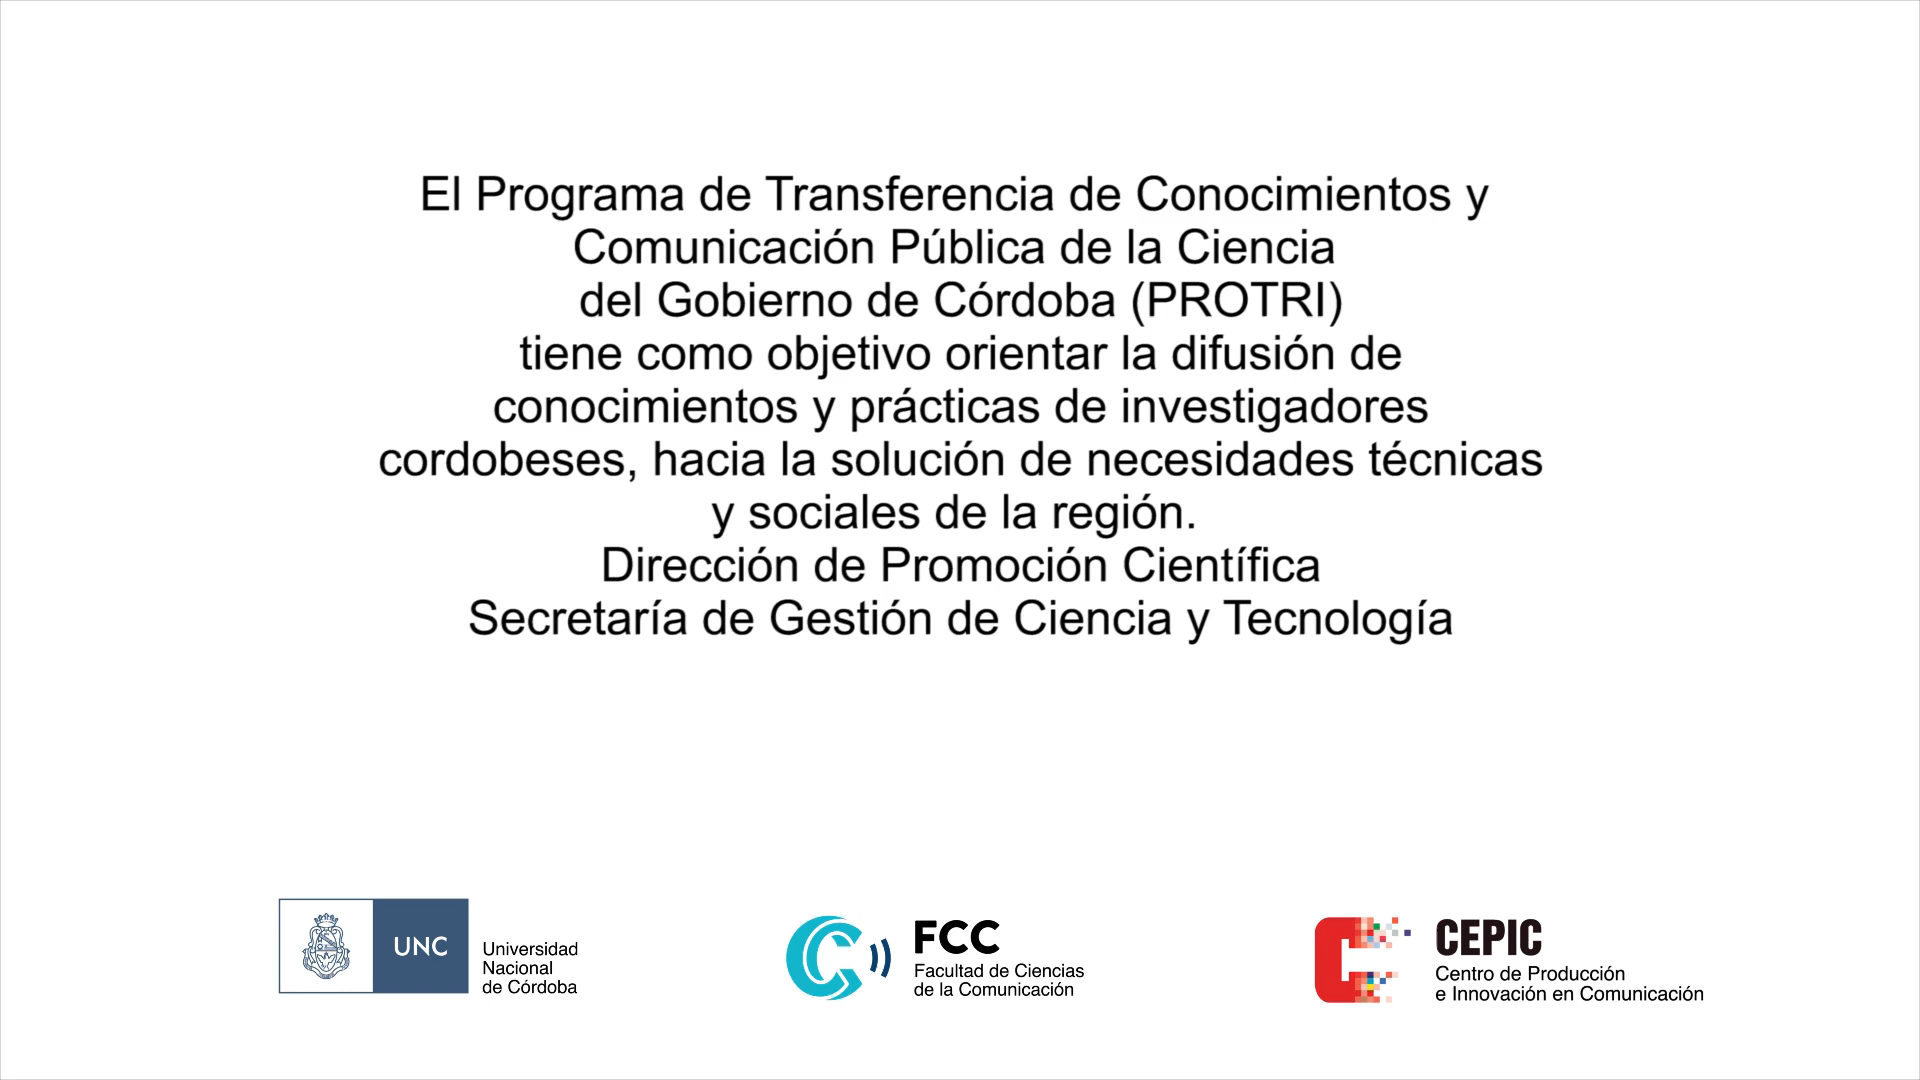 El Programa de Transferencia de Conocimientos y
Comunicación Pública de la Ciencia
del Gobierno de Córdoba (PROTRI)
tiene como objetivo orientar la difusión de
conocimientos y prácticas de investigadores
cordobeses, hacia la solución de necesidades técnicas
y sociales de la región.
Dirección de Promoción Científica
Secretaría de Gestión de Ciencia y Tecnología
UNC
Universidad
Nacional
de Córdoba
FCC
Facultad de Ciencias
de la Comunicación
CEPIC
Centro de Producción
e Innovación en Comunicación